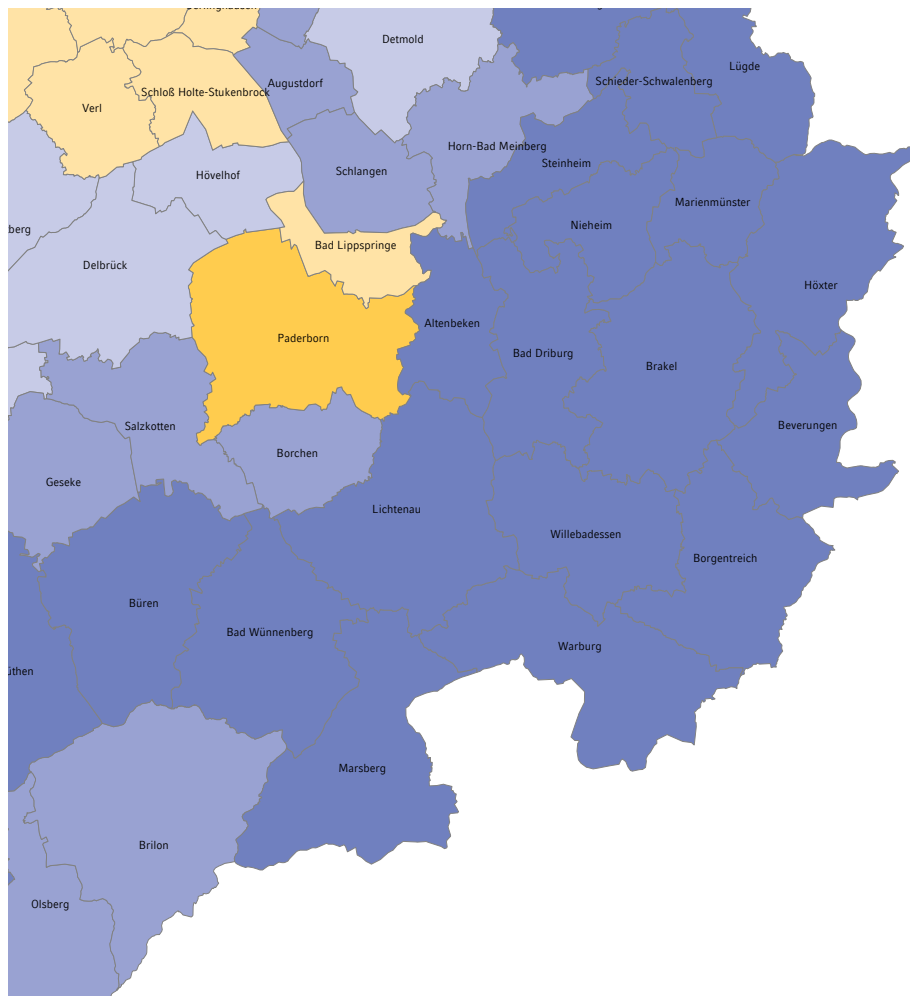 Detmold
Lügde
Schieder-Schwalenberg
Augustdorf
Schloß Holte-Stukenbrock
Verl
Horn-Bad Meinberg
Steinheim
Schlangen
Hövelhof
Marienmünster
Nieheim
berg
Bad Lippspringe
Delbrück
Höxter
Altenbeken
Paderborn
Bad Driburg
Brakel
Salzkotten
Beverungen
Borchen
Geseke
Lichtenau
Willebadessen
Borgentreich
Büren
Bad Wünnenberg
Warburg
üthen
Marsberg
Brilon
Olsberg